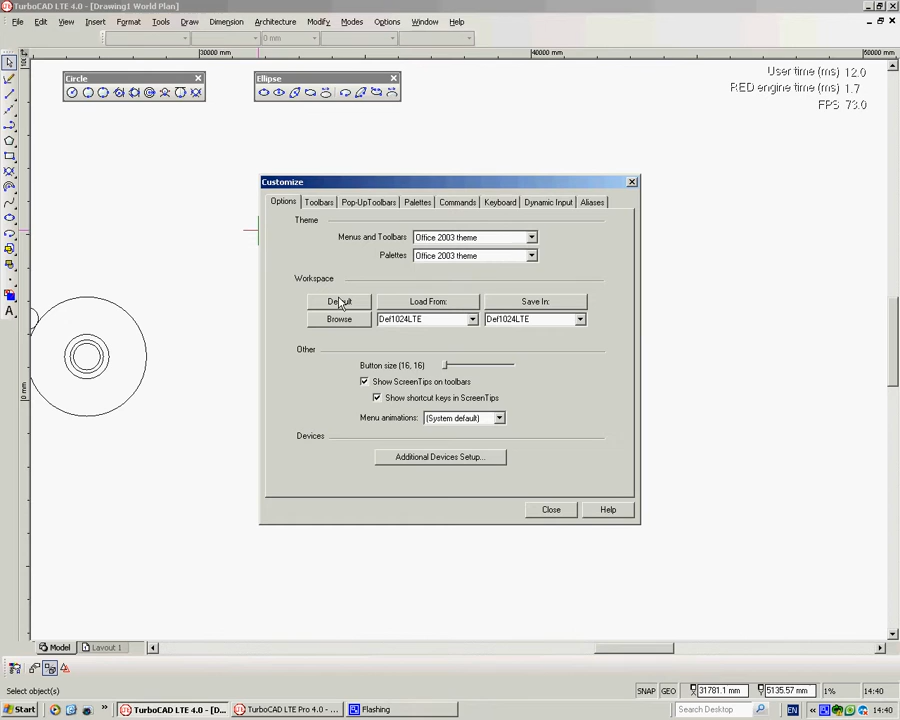 TurboCAD LTE 4.0 - [Drawing1 World Plan]
File Edit View Insert Format Tools Draw Dimension Architecture Modify Modes Options Window Help
0 mm
30000 mm 40000 mm
Circle Ellipse
User time (ms) 12.0
RED engine time (ms) 1.7
FPS 73.0
Customize
Options Toolbars Pop-UpToolbars Palettes Commands Keyboard Dynamic Input Aliases
Theme
Menus and Toolbars Office 2003 theme
Palettes Office 2003 theme
Workspace
Default Load From: Save In:
Browse Def1024LTE Def1024LTE
Other
Button size (16, 16)
Show ScreenTips on toolbars
Show shortcut keys in ScreenTips
Menu animations: (System default)
Devices
Additional Devices Setup...
Close Help
0 mm
A
Model Layout 1
Select object(s) SNAP GEO X 31781.1 mm Y 5135.57 mm 1% 14:40
Start TurboCAD LTE 4.0 - [D... TurboCAD LTE Pro 4.0 - ... Flashing Search Desktop EN 14:40